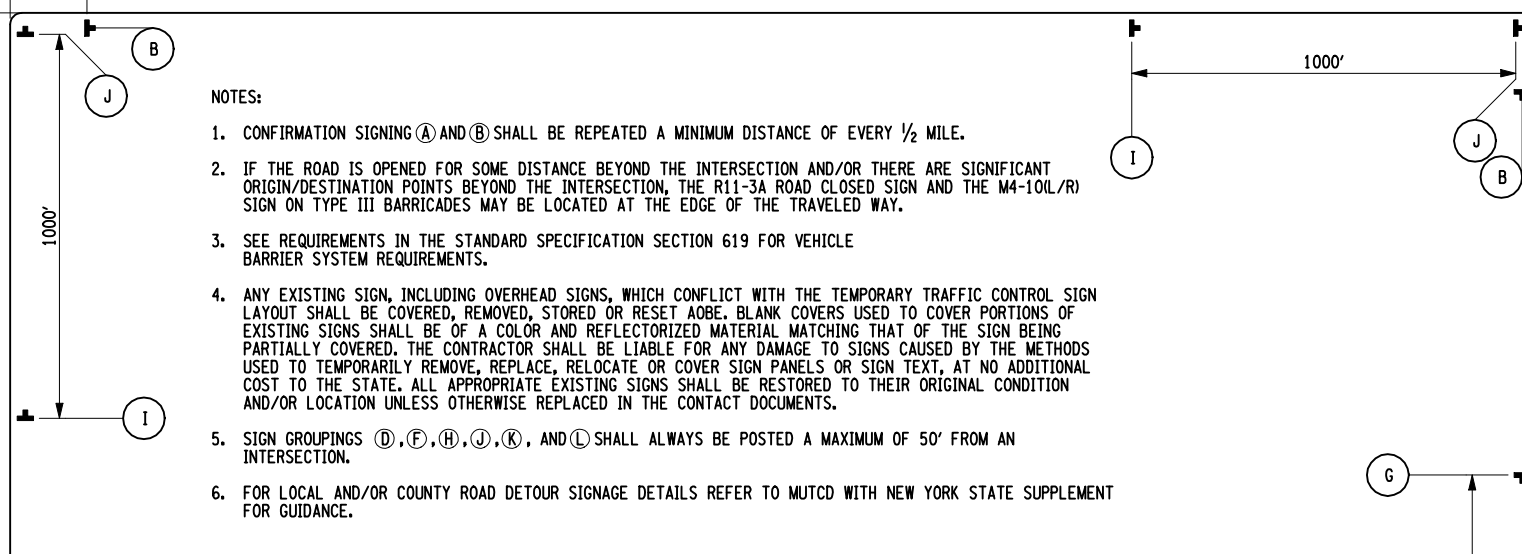 B
J
1000'
I
1000'
I
J
B
G
NOTES:
1. CONFIRMATION SIGNING Ⓐ AND Ⓑ SHALL BE REPEATED A MINIMUM DISTANCE OF EVERY ½ MILE.
2. IF THE ROAD IS OPENED FOR SOME DISTANCE BEYOND THE INTERSECTION AND/OR THERE ARE SIGNIFICANT
ORIGIN/DESTINATION POINTS BEYOND THE INTERSECTION, THE R11-3A ROAD CLOSED SIGN AND THE M4-10(L/R)
SIGN ON TYPE III BARRICADES MAY BE LOCATED AT THE EDGE OF THE TRAVELED WAY.
3. SEE REQUIREMENTS IN THE STANDARD SPECIFICATION SECTION 619 FOR VEHICLE
BARRIER SYSTEM REQUIREMENTS.
4. ANY EXISTING SIGN, INCLUDING OVERHEAD SIGNS, WHICH CONFLICT WITH THE TEMPORARY TRAFFIC CONTROL SIGN
LAYOUT SHALL BE COVERED, REMOVED, STORED OR RESET AOBE. BLANK COVERS USED TO COVER PORTIONS OF
EXISTING SIGNS SHALL BE OF A COLOR AND REFLECTORIZED MATERIAL MATCHING THAT OF THE SIGN BEING
PARTIALLY COVERED. THE CONTRACTOR SHALL BE LIABLE FOR ANY DAMAGE TO SIGNS CAUSED BY THE METHODS
USED TO TEMPORARILY REMOVE, REPLACE, RELOCATE OR COVER SIGN PANELS OR SIGN TEXT, AT NO ADDITIONAL
COST TO THE STATE. ALL APPROPRIATE EXISTING SIGNS SHALL BE RESTORED TO THEIR ORIGINAL CONDITION
AND/OR LOCATION UNLESS OTHERWISE REPLACED IN THE CONTACT DOCUMENTS.
5. SIGN GROUPINGS Ⓓ,Ⓕ,Ⓗ,Ⓙ,Ⓚ, AND Ⓛ SHALL ALWAYS BE POSTED A MAXIMUM OF 50' FROM AN
INTERSECTION.
6. FOR LOCAL AND/OR COUNTY ROAD DETOUR SIGNAGE DETAILS REFER TO MUTCD WITH NEW YORK STATE SUPPLEMENT
FOR GUIDANCE.